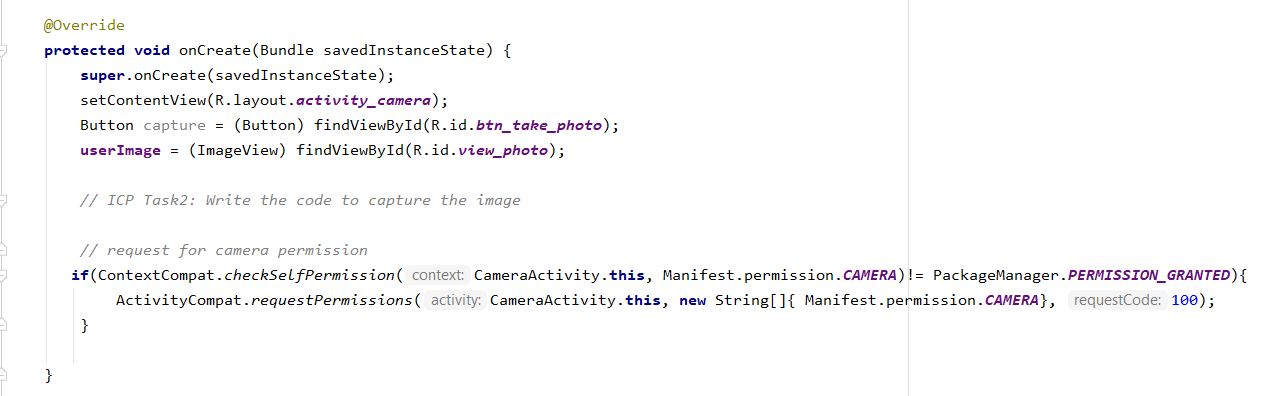 @Override
protected void onCreate(Bundle savedInstanceState) {
super.onCreate(savedInstanceState);
setContentView(R.layout.activity_camera);
Button capture = (Button) findViewById(R.id.btn_take_photo);
userImage = (ImageView) findViewById(R.id.view_photo);
// ICP Task2: Write the code to capture the image
// request for camera permission
if(ContextCompat.checkSelfPermission( context: CameraActivity.this, Manifest.permission.CAMERA)!= PackageManager.PERMISSION_GRANTED){
ActivityCompat.requestPermissions( activity: CameraActivity.this, new String[]{ Manifest.permission.CAMERA}, requestCode: 100);
}
}